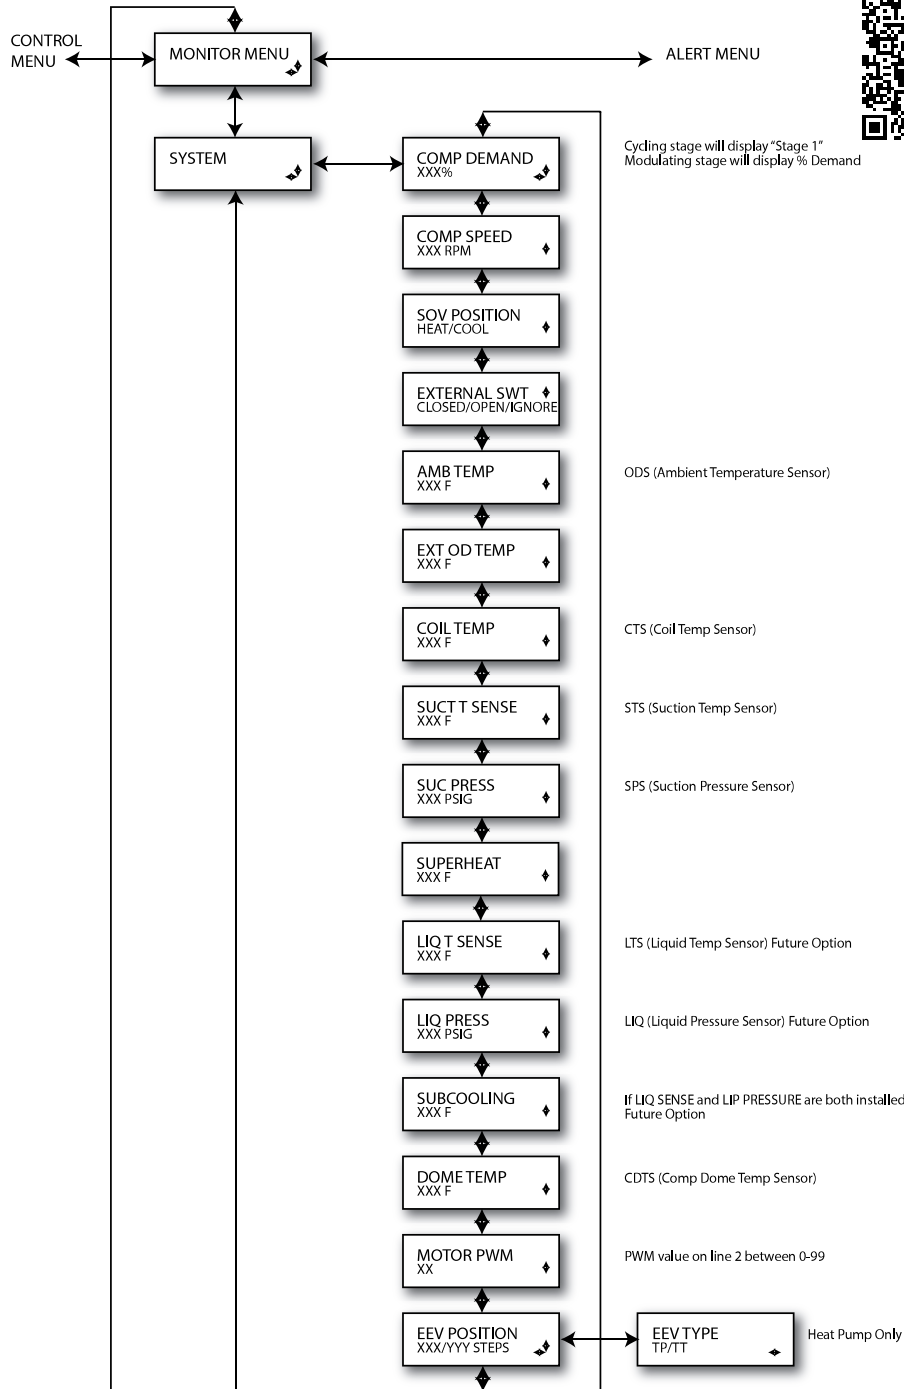 CONTROL
MENU
MONITOR MENU
ALERT MENU
SYSTEM
COMP DEMAND
XXX%
Cycling stage will display "Stage 1"
Modulating stage will display % Demand
COMP SPEED
XXX RPM
SOV POSITION
HEAT/COOL
EXTERNAL SWT
CLOSED/OPEN/IGNORE
AMB TEMP
XXX F
ODS (Ambient Temperature Sensor)
EXT OD TEMP
XXX F
COIL TEMP
XXX F
CTS (Coil Temp Sensor)
SUCT T SENSE
XXX F
STS (Suction Temp Sensor)
SUC PRESS
XXX PSIG
SPS (Suction Pressure Sensor)
SUPERHEAT
XXX F
LIQ T SENSE
XXX F
LTS (Liquid Temp Sensor) Future Option
LIQ PRESS
XXX PSIG
LIQ (Liquid Pressure Sensor) Future Option
SUBCOOLING
XXX F
If LIQ SENSE and LIP PRESSURE are both installed
Future Option
DOME TEMP
XXX F
CDTS (Comp Dome Temp Sensor)
MOTOR PWM
XX
PWM value on line 2 between 0-99
EEV POSITION
XXX/YYY STEPS
EEV TYPE
TP/TT
Heat Pump Only